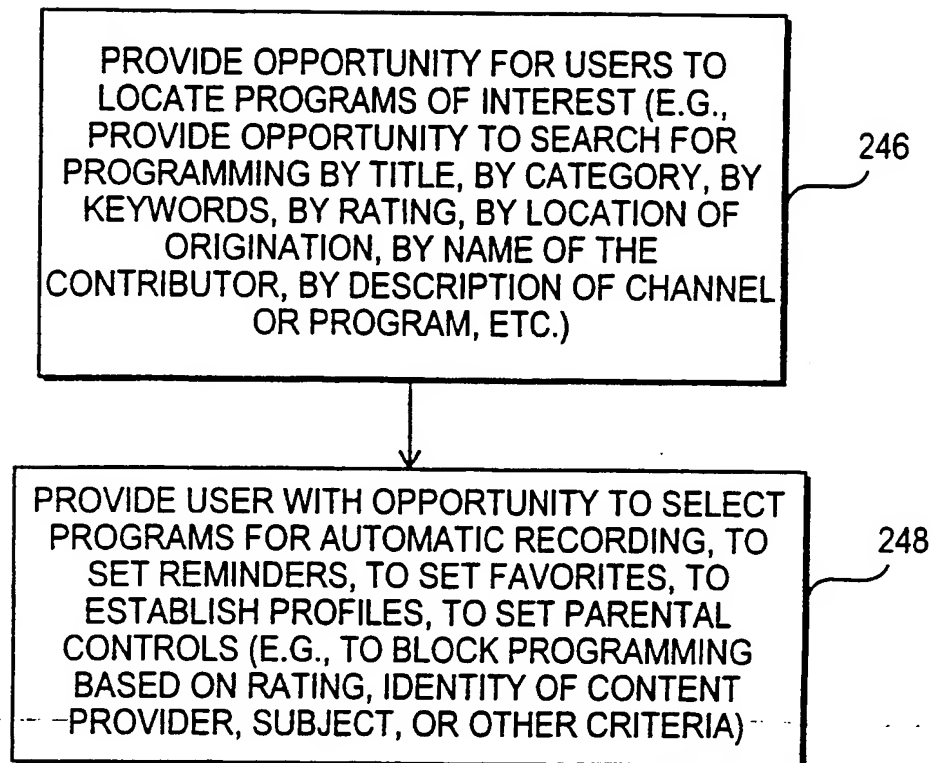 PROVIDE OPPORTUNITY FOR USERS TO
LOCATE PROGRAMS OF INTEREST (E.G.,
PROVIDE OPPORTUNITY TO SEARCH FOR
PROGRAMMING BY TITLE, BY CATEGORY, BY
KEYWORDS, BY RATING, BY LOCATION OF
ORIGINATION, BY NAME OF THE
CONTRIBUTOR, BY DESCRIPTION OF CHANNEL
OR PROGRAM, ETC.)
246
PROVIDE USER WITH OPPORTUNITY TO SELECT
PROGRAMS FOR AUTOMATIC RECORDING, TO
SET REMINDERS, TO SET FAVORITES, TO
ESTABLISH PROFILES, TO SET PARENTAL
CONTROLS (E.G., TO BLOCK PROGRAMMING
BASED ON RATING, IDENTITY OF CONTENT
PROVIDER, SUBJECT, OR OTHER CRITERIA)
248